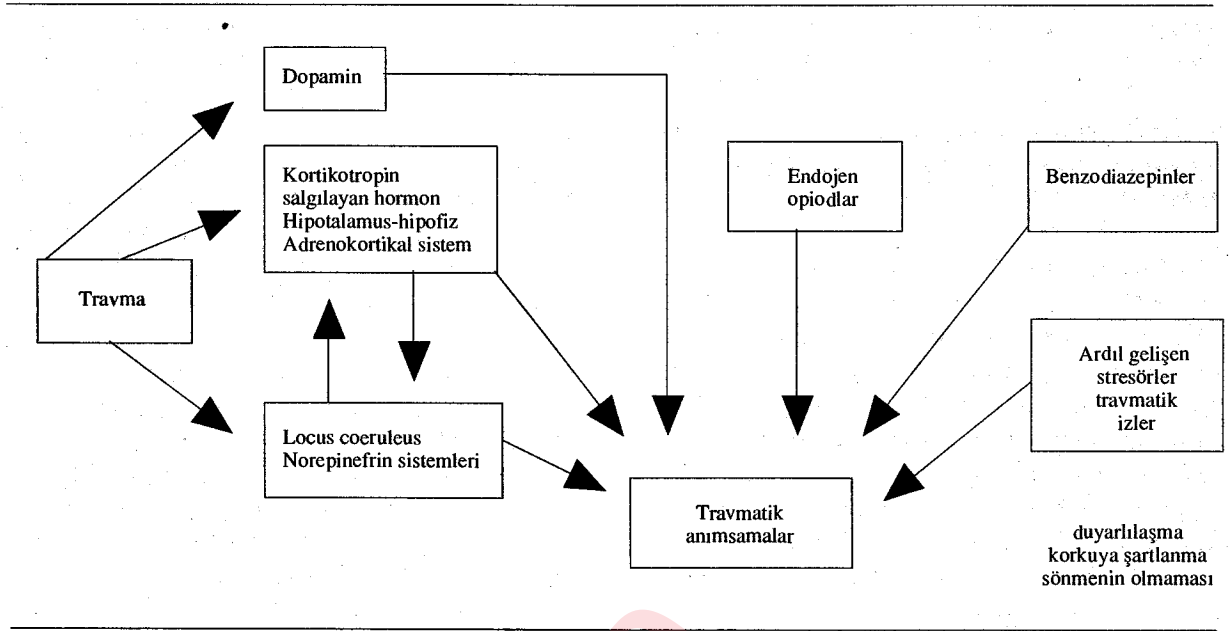 Dopamin
Kortikotropin
salgılayan hormon
Hipotalamus-hipofiz
Adrenokortikal sistem
Endojen
opiodlar
Benzodiazepinler
Travma
Ardıl gelişen
stresörler
travmatik
izler
Locus coeruleus
Norepinefrin sistemleri
Travmatik
anımsamalar
duyarlılaşma
korkuya şartlanma
sönmenin olmaması